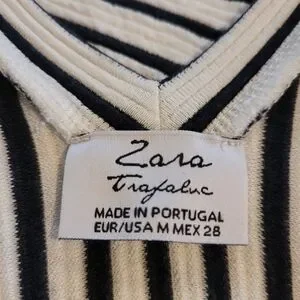 Zara
Trafaluc
MADE IN PORTUGAL
EUR/USA M MEX 28